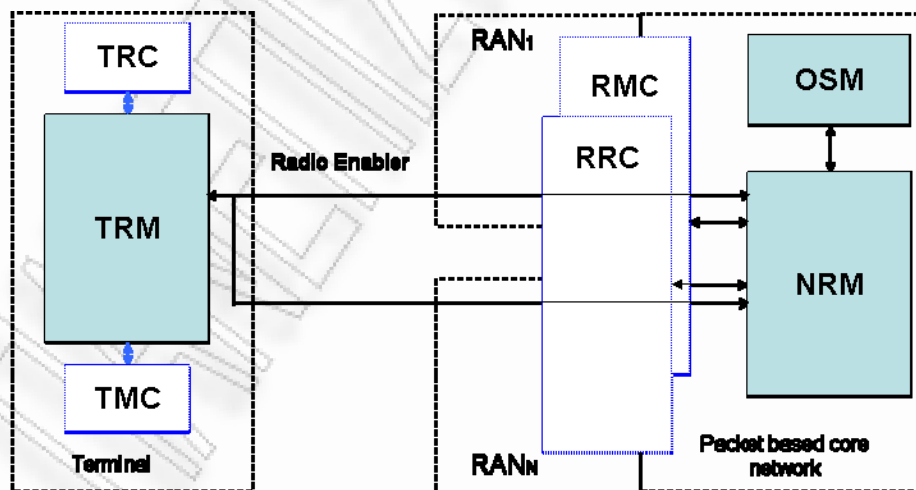 TRC
TRM
TMC
Terminal
Radio Enabler
RAN1
RMC
RRC
RANN
OSM
NRM
Packet based core
network